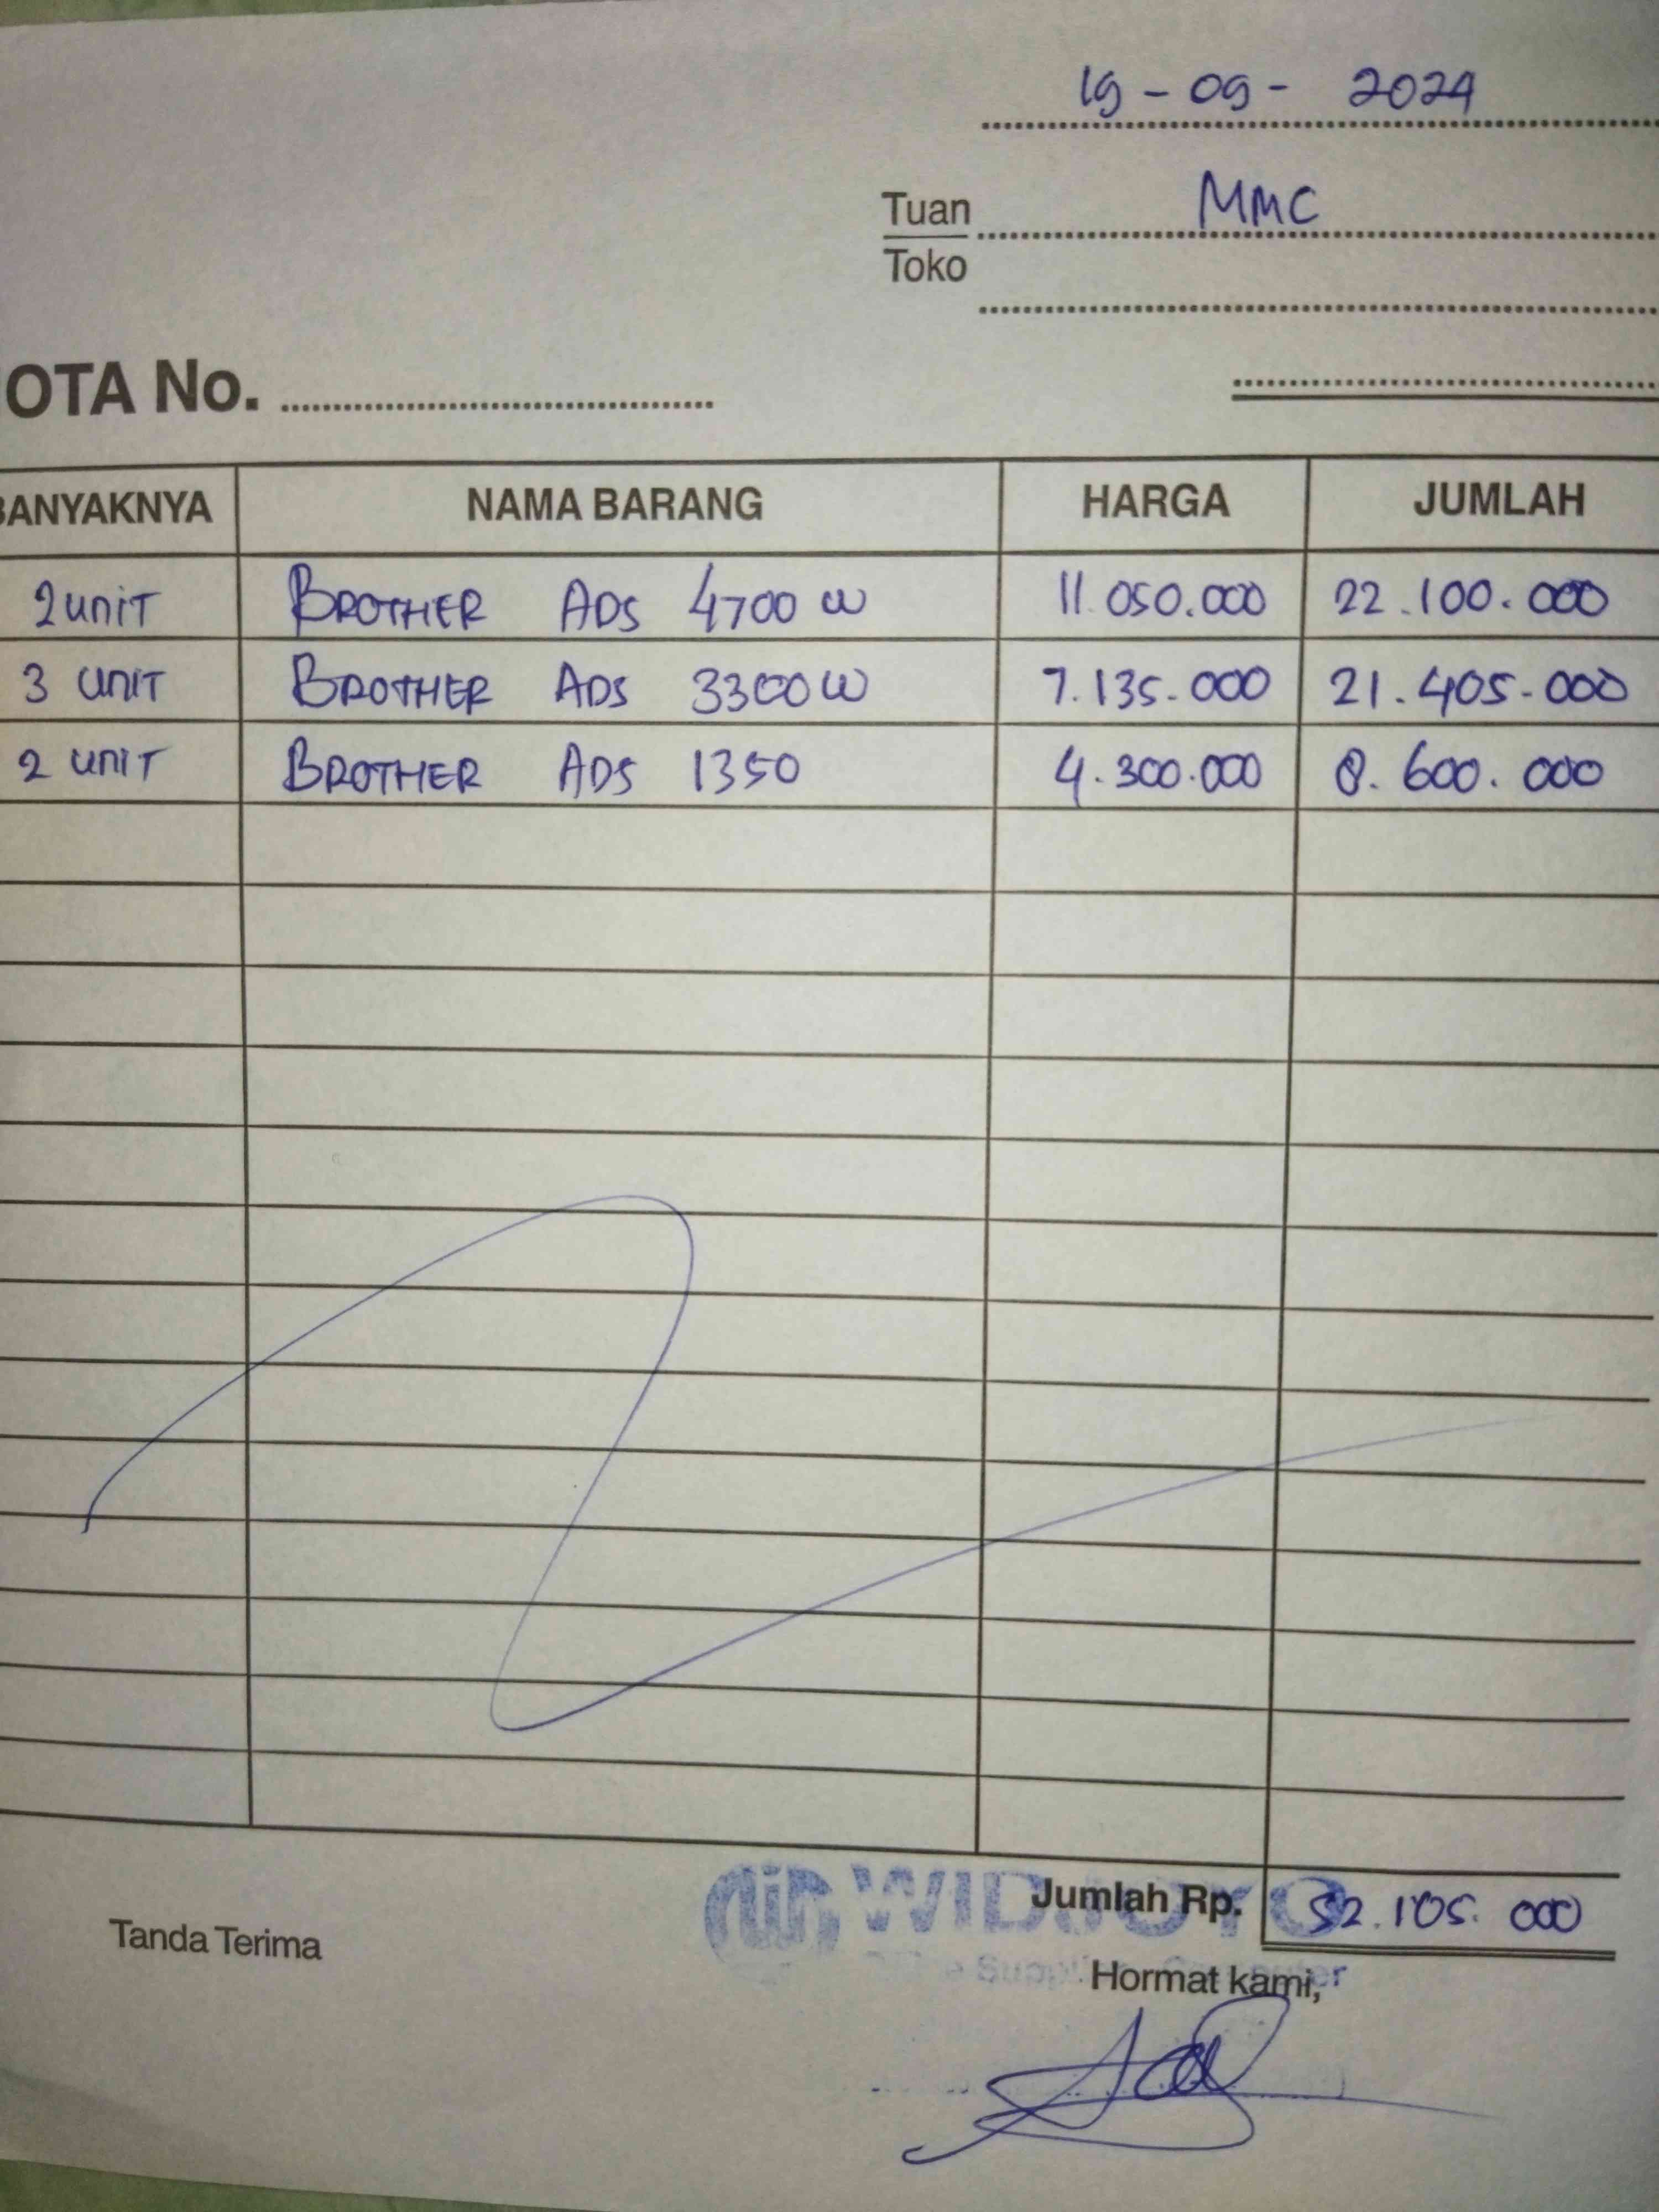 19 - 09 - 2024
Tuan MMC
Toko
OTA No.
BANYAKNYA NAMA BARANG HARGA JUMLAH
2 UNIT BROTHER ADS 4700 W 11.050.000 22.100.000
3 UNIT BROTHER ADS 3300 W 7.135.000 21.405.000
2 UNIT BROTHER ADS 1350 4.300.000 8.600.000
WIDJOYO
Jumlah Rp. 52.105.000
Tanda Terima
Hormat kami,